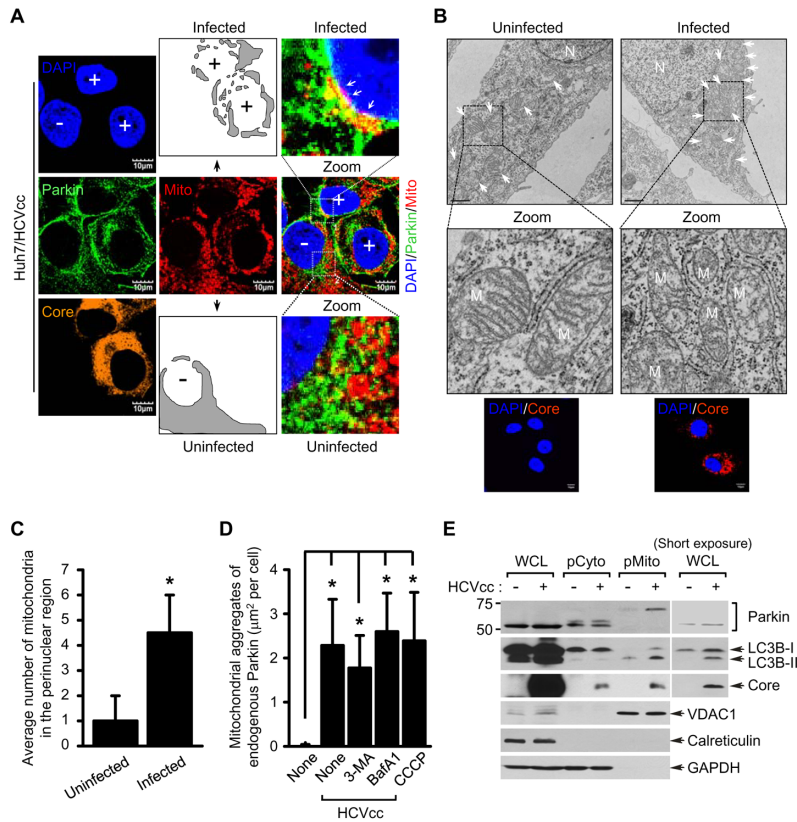 A
Infected
Infected
DAPI
+
-
+
10μm
+
+
Zoom
Huh7/HCVcc
Parkin
10μm
Mito
10μm
+
-
+
10μm
DAPI/Parkin/Mito
Core
10μm
-
Zoom
Uninfected
Uninfected
B
Uninfected
Infected
N
N
Zoom
Zoom
M
M
M
M
M
M
DAPI/Core
DAPI/Core
C
Average number of mitochondria
in the perinuclear region
7
6
5
4
3
2
1
0
*
Uninfected
Infected
D
Mitochondrial aggregates of
endogenous Parkin (μm² per cell)
4
3
2
1
0
*
*
*
*
None
None
3-MA
BafA1
CCCP
HCVcc
E
(Short exposure)
WCL
pCyto
pMito
WCL
HCVcc :
-
+
-
+
-
+
-
+
75
50
Parkin
LC3B-I
LC3B-II
Core
VDAC1
Calreticulin
GAPDH